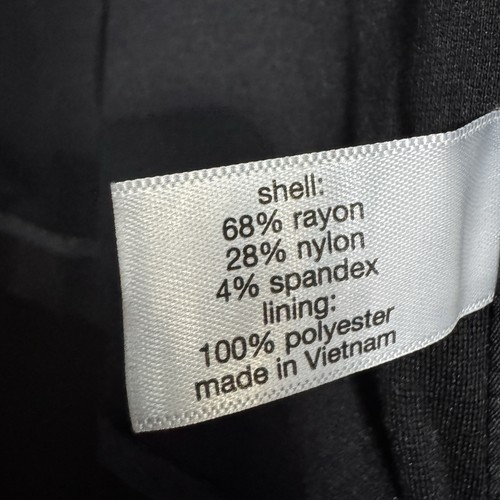 shell:
68% rayon
28% nylon
4% spandex
lining:
100% polyester
made in Vietnam